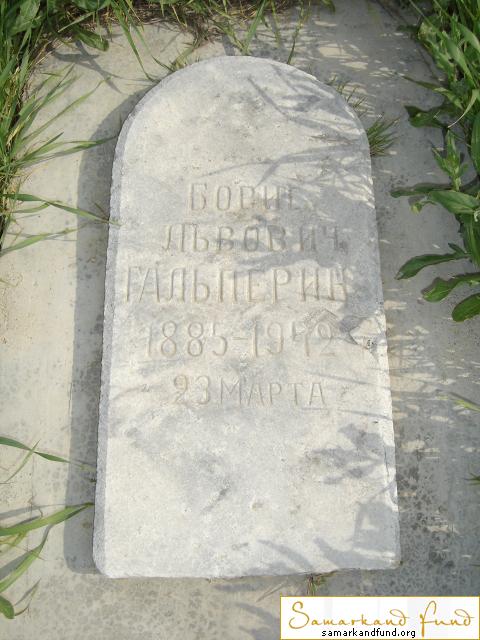 БОРИС
ЛЬВОВИЧ
ГАЛЬПЕРИН
1885-1942
23 МАРТА
Samarkand Fund
samarkandfund.org